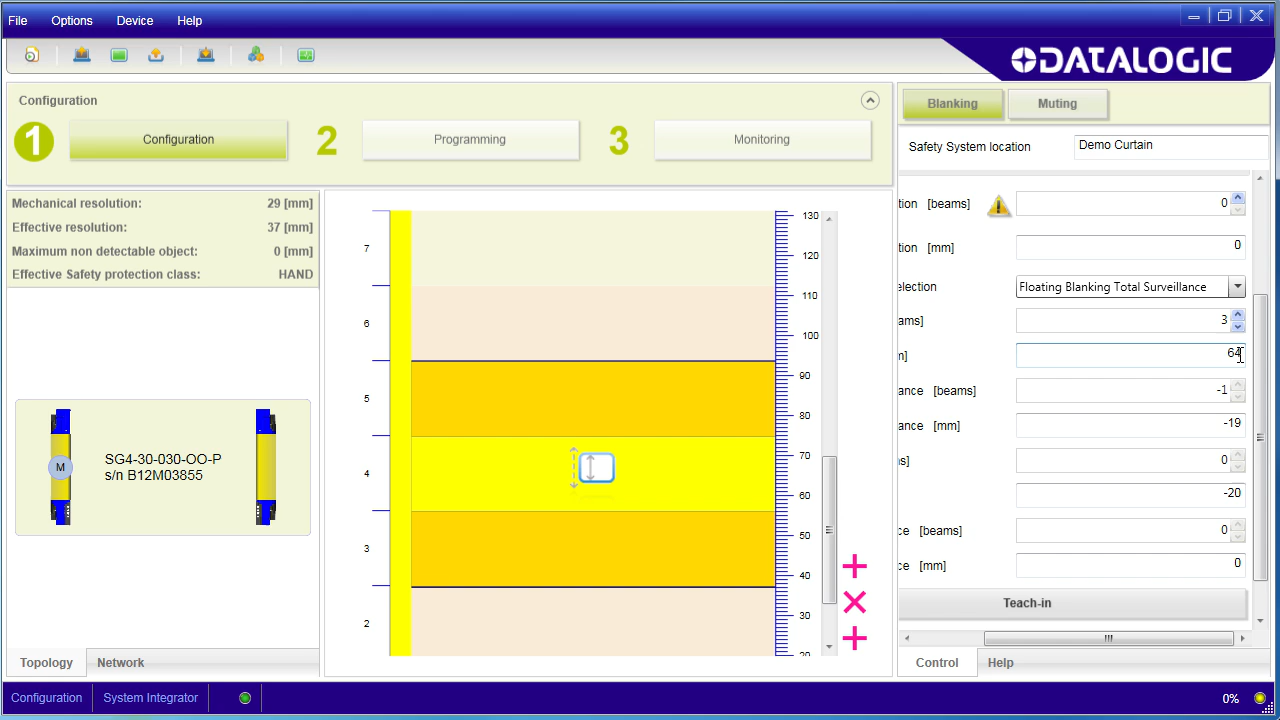 File Options Device Help
DATALOGIC
Configuration
1 Configuration 2 Programming 3 Monitoring
Blanking Muting
Safety System location Demo Curtain
Mechanical resolution: 29 [mm]
Effective resolution: 37 [mm]
Maximum non detectable object: 0 [mm]
Effective Safety protection class: HAND
M
SG4-30-030-OO-P
s/n B12M03855
7
6
5
4
3
2
130
120
110
100
90
80
70
60
50
40
30
20
tion [beams] 0
tion [mm] 0
election Floating Blanking Total Surveillance
ams] 3
m] 64
ance [beams] -1
ance [mm] -19
ns] 0
-20
ce [beams] 0
ce [mm] 0
Teach-in
Topology Network
Control Help
Configuration System Integrator 0%